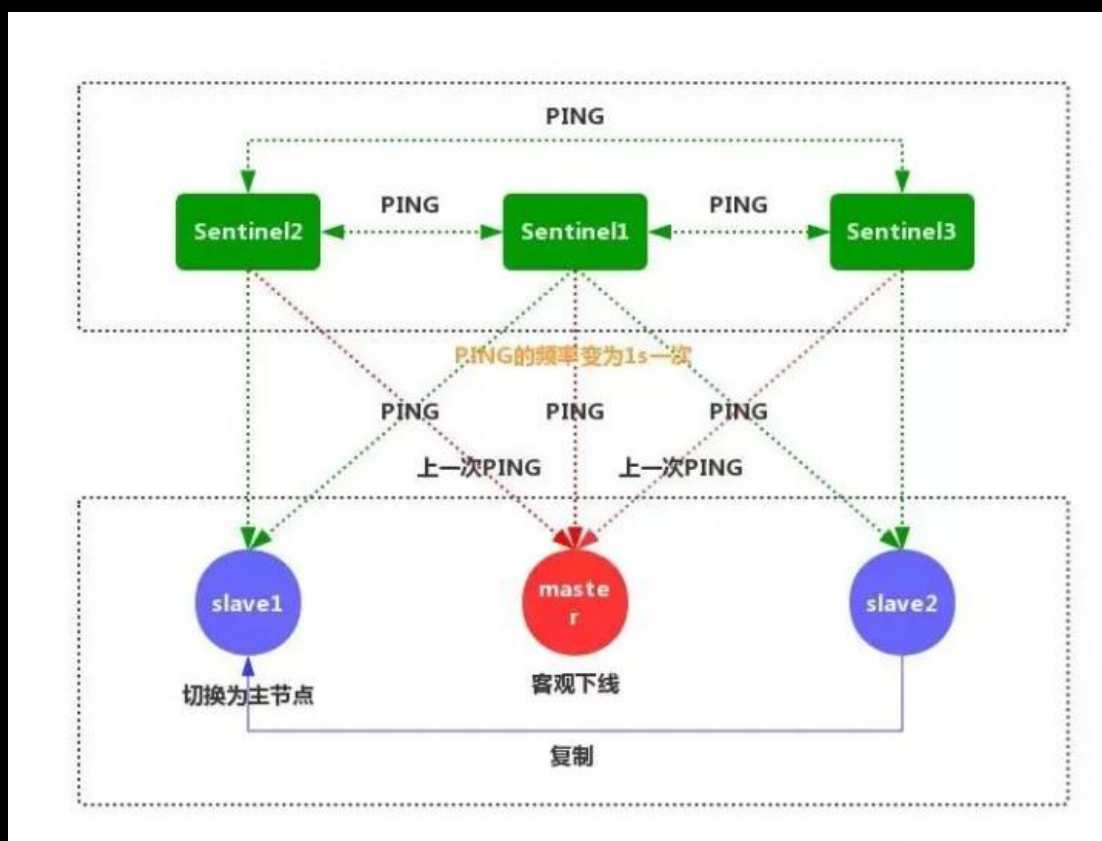 PING
PING
PING
Sentinel2
Sentinel1
Sentinel3
PING的频率变为1s一次
PING
PING
PING
上一次PING
上一次PING
slave1
maste
r
slave2
切换为主节点
客观下线
复制